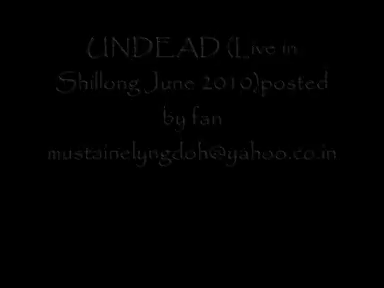 UNDEAD (Live in
Shillong June 2010)posted
by fan
mustainelyngdoh@yahoo.co.in